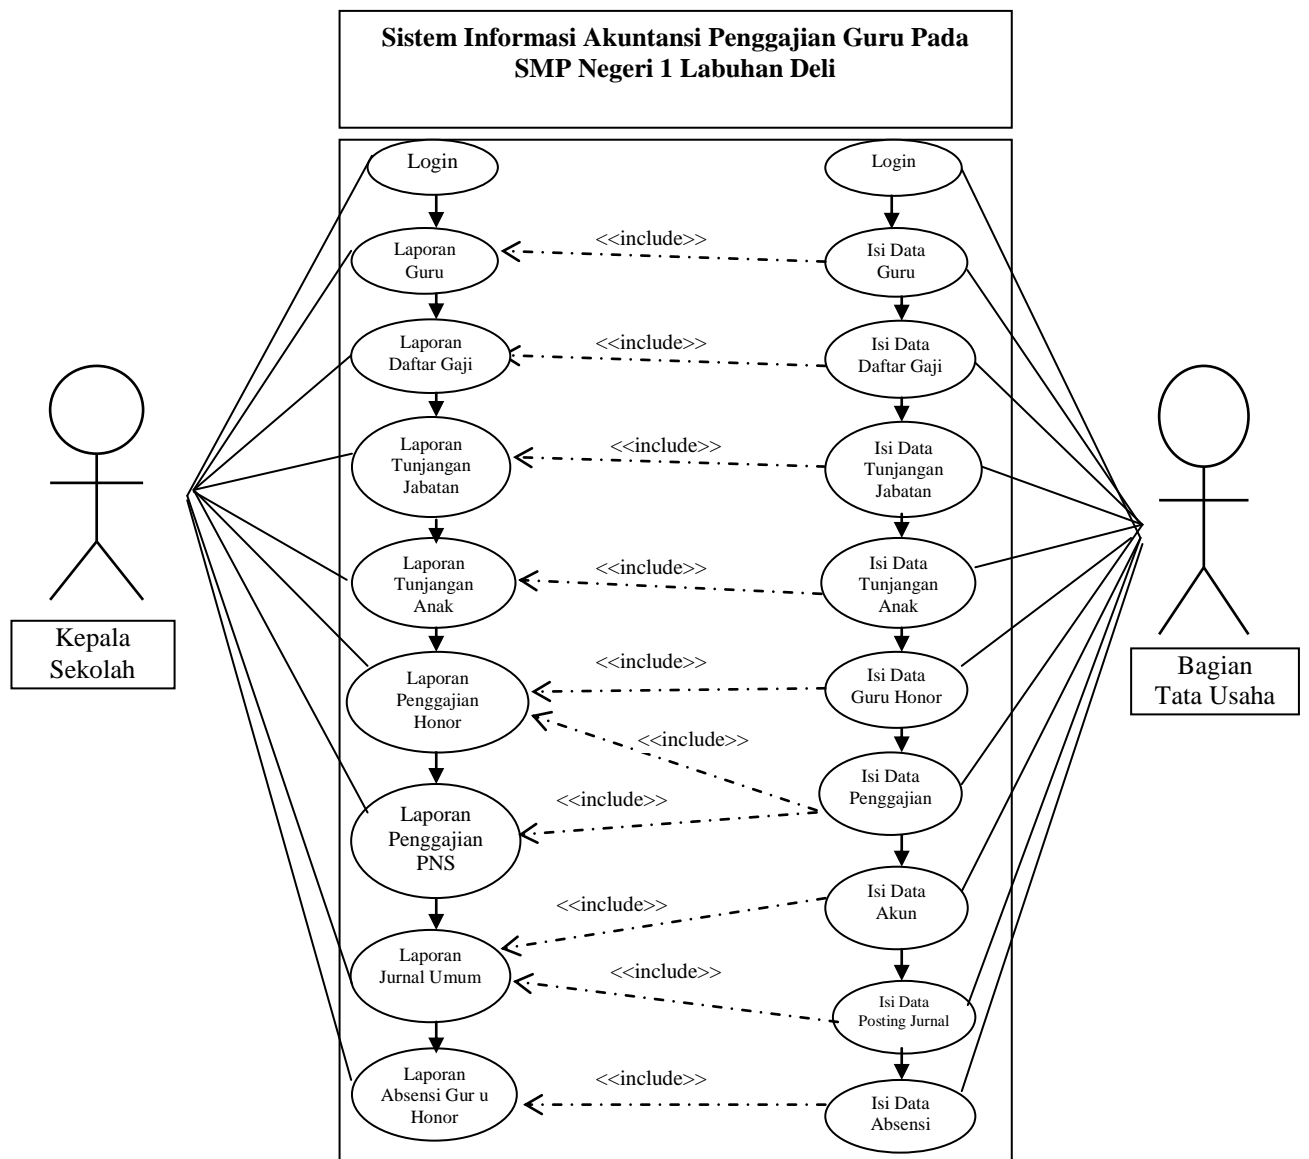 Sistem Informasi Akuntansi Penggajian Guru Pada
SMP Negeri 1 Labuhan Deli
Login
Login
<<include>>
Laporan
Guru
Isi Data
Guru
<<include>>
Laporan
Daftar Gaji
Isi Data
Daftar Gaji
<<include>>
Laporan
Tunjangan
Jabatan
Isi Data
Tunjangan
Jabatan
<<include>>
Laporan
Tunjangan
Anak
Isi Data
Tunjangan
Anak
Kepala
Sekolah
Bagian
Tata Usaha
<<include>>
Laporan
Penggajian
Honor
Isi Data
Guru Honor
<<include>>
<<include>>
Laporan
Penggajian
PNS
Isi Data
Penggajian
<<include>>
Isi Data
Akun
Laporan
Jurnal Umum
<<include>>
Isi Data
Posting Jurnal
<<include>>
Laporan
Absensi Gur u
Honor
Isi Data
Absensi